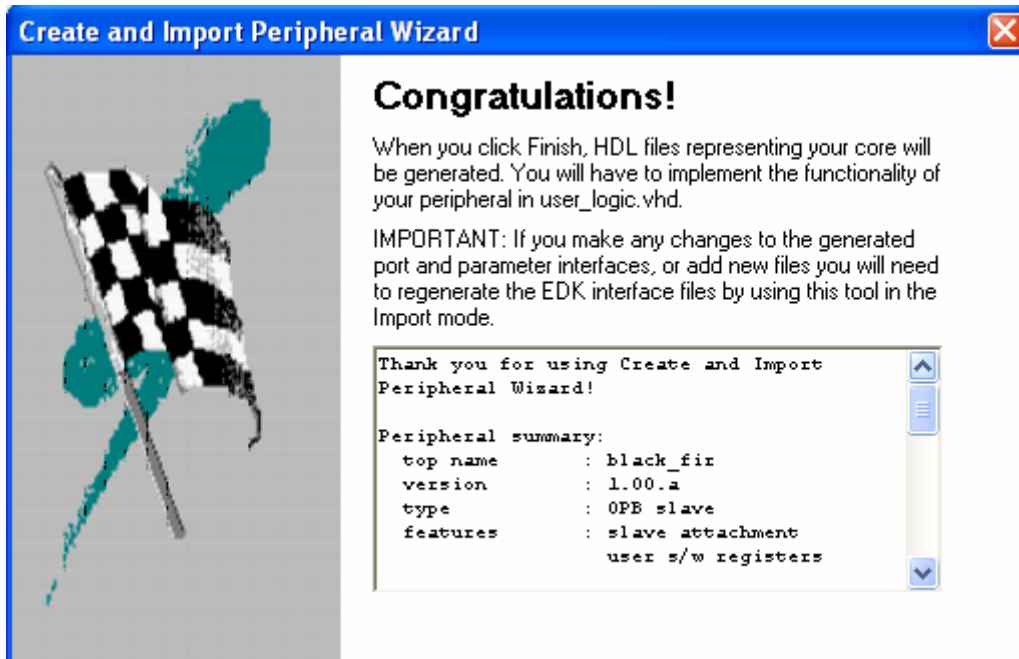 Create and Import Peripheral Wizard
Congratulations!
When you click Finish, HDL files representing your core will
be generated. You will have to implement the functionality of
your peripheral in user_logic.vhd.
IMPORTANT: If you make any changes to the generated
port and parameter interfaces, or add new files you will need
to regenerate the EDK interface files by using this tool in the
Import mode.
Thank you for using Create and Import
Peripheral Wizard!
Peripheral summary:
top name : black_fir
version : 1.00.a
type : OPB slave
features : slave attachment
user s/w registers